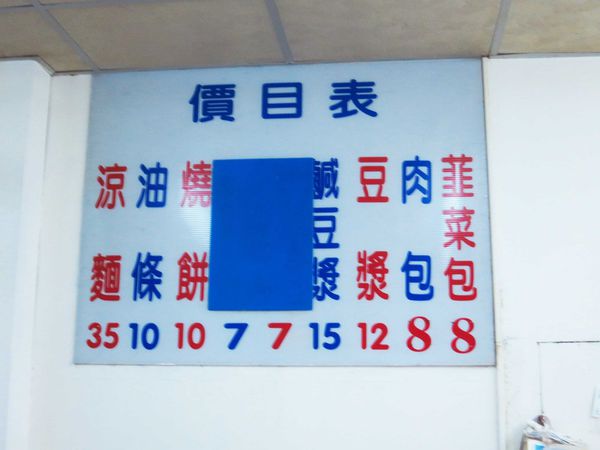 價目表
韭菜包 8
肉包 8
豆漿 12
鹹豆漿 15
7
7
燒餅 10
油條 10
涼麵 35